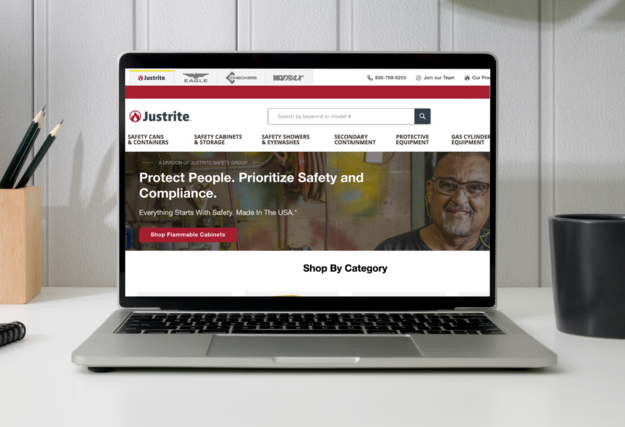 Justrite.
EAGLE
CHECKERS
NOTRAX®
800-798-9250
Join our Team
Our Pro
Justrite.
Search by keyword or model #
SAFETY CANS
& CONTAINERS
SAFETY CABINETS
& STORAGE
SAFETY SHOWERS
& EYEWASHES
SECONDARY
CONTAINMENT
PROTECTIVE
EQUIPMENT
GAS CYLINDER
EQUIPMENT
A DIVISION OF JUSTRITE SAFETY GROUP
Protect People. Prioritize Safety and
Compliance.
Everything Starts With Safety. Made In The USA.*
Shop Flammable Cabinets
Shop By Category